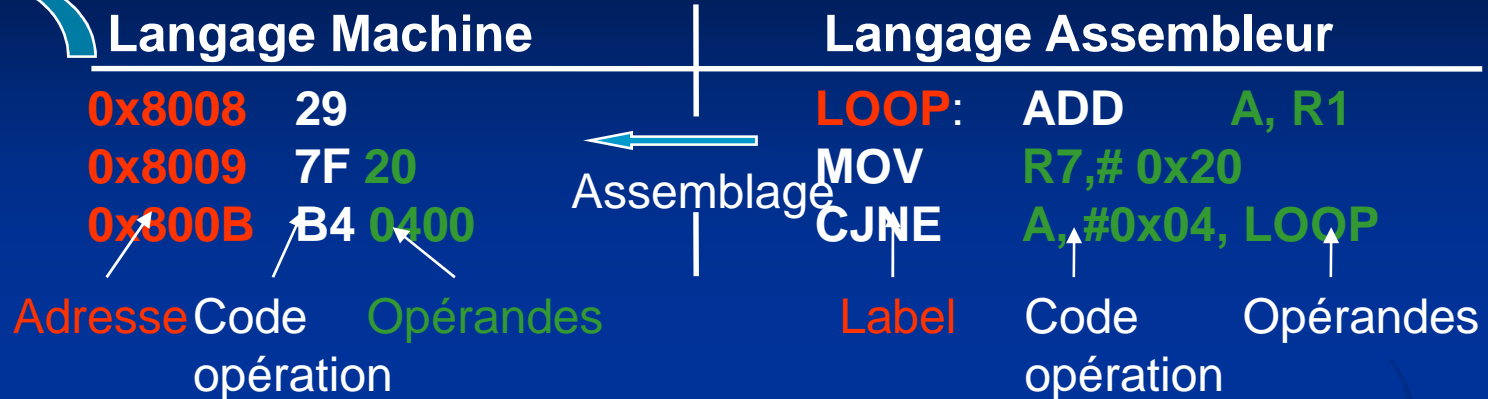 Langage Machine Langage Assembleur
0x8008 29 LOOP: ADD A, R1
0x8009 7F 20 MOV R7,# 0x20
Assemblage
0x800B B4 0400 CJNE A, #0x04, LOOP
Adresse Code opération Opérandes Label Code opération Opérandes